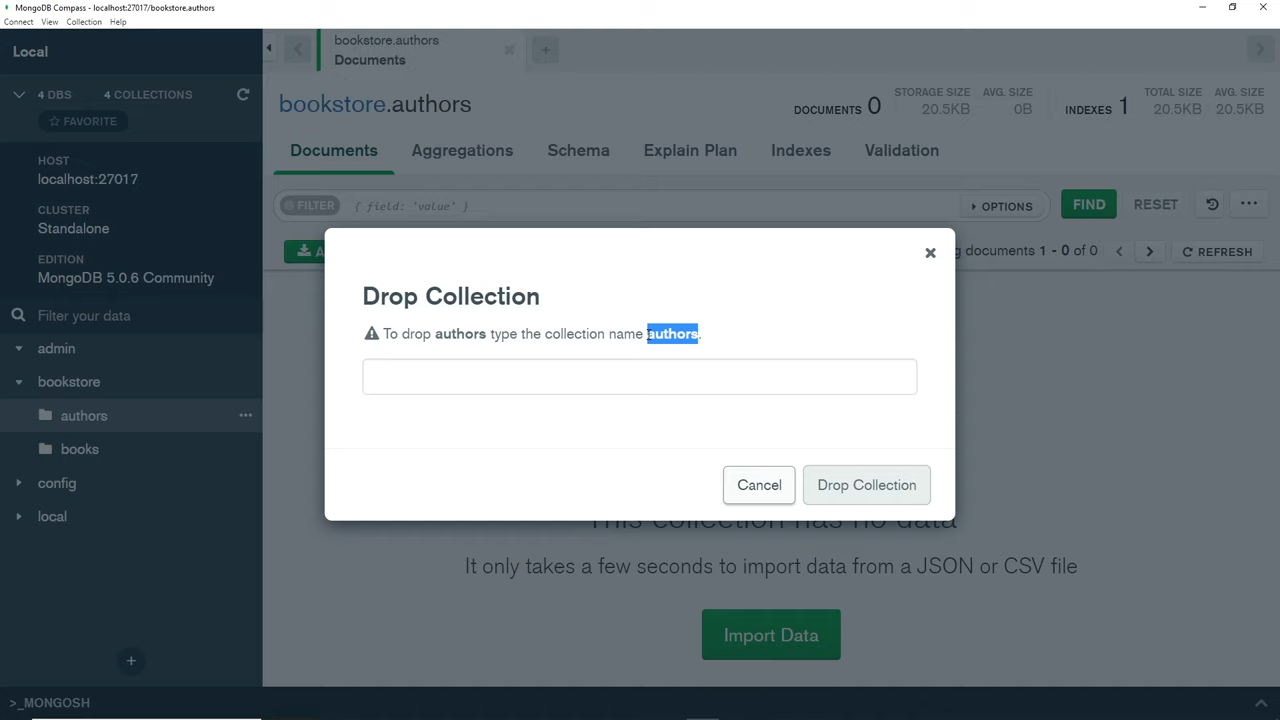 MongoDB Compass - localhost:27017/bookstore.authors
Connect View Collection Help
Local
4 DBS 4 COLLECTIONS
FAVORITE
HOST
localhost:27017
CLUSTER
Standalone
EDITION
MongoDB 5.0.6 Community
Filter your data
admin
bookstore
authors
books
config
local
>_MONGOSH
bookstore.authors
Documents
bookstore.authors
DOCUMENTS 0
STORAGE SIZE
20.5KB
AVG. SIZE
0B
INDEXES 1
TOTAL SIZE
20.5KB
AVG. SIZE
20.5KB
Documents Aggregations Schema Explain Plan Indexes Validation
FILTER { field: 'value' } OPTIONS FIND RESET
A
g documents 1 - 0 of 0 REFRESH
Drop Collection
To drop authors type the collection name authors.
Cancel Drop Collection
This collection has no data
It only takes a few seconds to import data from a JSON or CSV file
Import Data